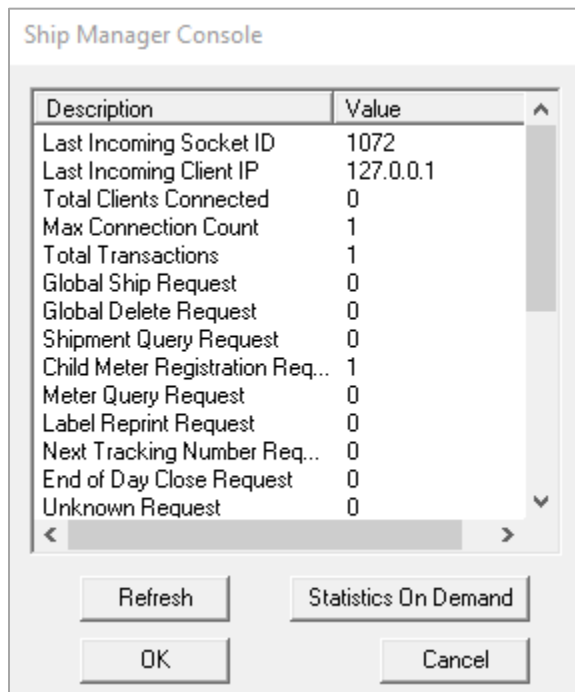 Ship Manager Console
Description Value
Last Incoming Socket ID 1072
Last Incoming Client IP 127.0.0.1
Total Clients Connected 0
Max Connection Count 1
Total Transactions 1
Global Ship Request 0
Global Delete Request 0
Shipment Query Request 0
Child Meter Registration Req... 1
Meter Query Request 0
Label Reprint Request 0
Next Tracking Number Req... 0
End of Day Close Request 0
Unknown Request 0
Refresh Statistics On Demand
OK Cancel